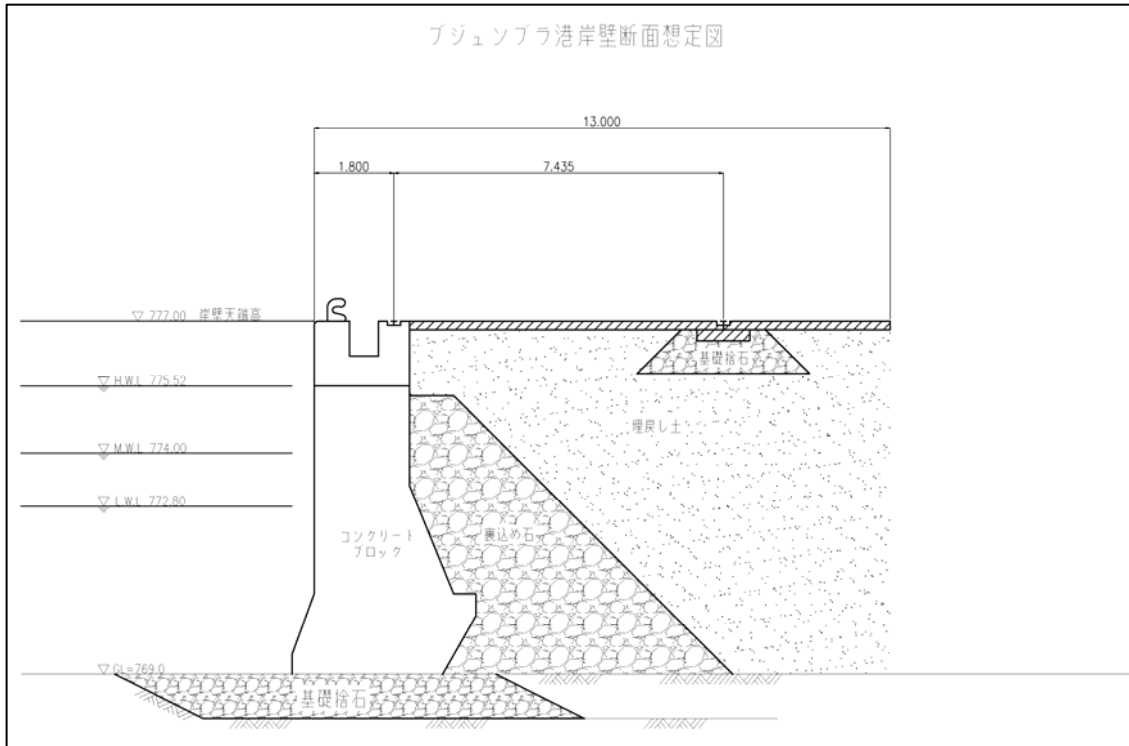 ブジュンブラ港岸壁断面想定図
13.000
1.800
7.435
777.00 岸壁天端高
基礎捨石
H.W.L 775.52
埋戻し土
M.W.L 774.00
L.W.L 772.80
コンクリート
ブロック
裏込め石
GL=769.0
基礎捨石